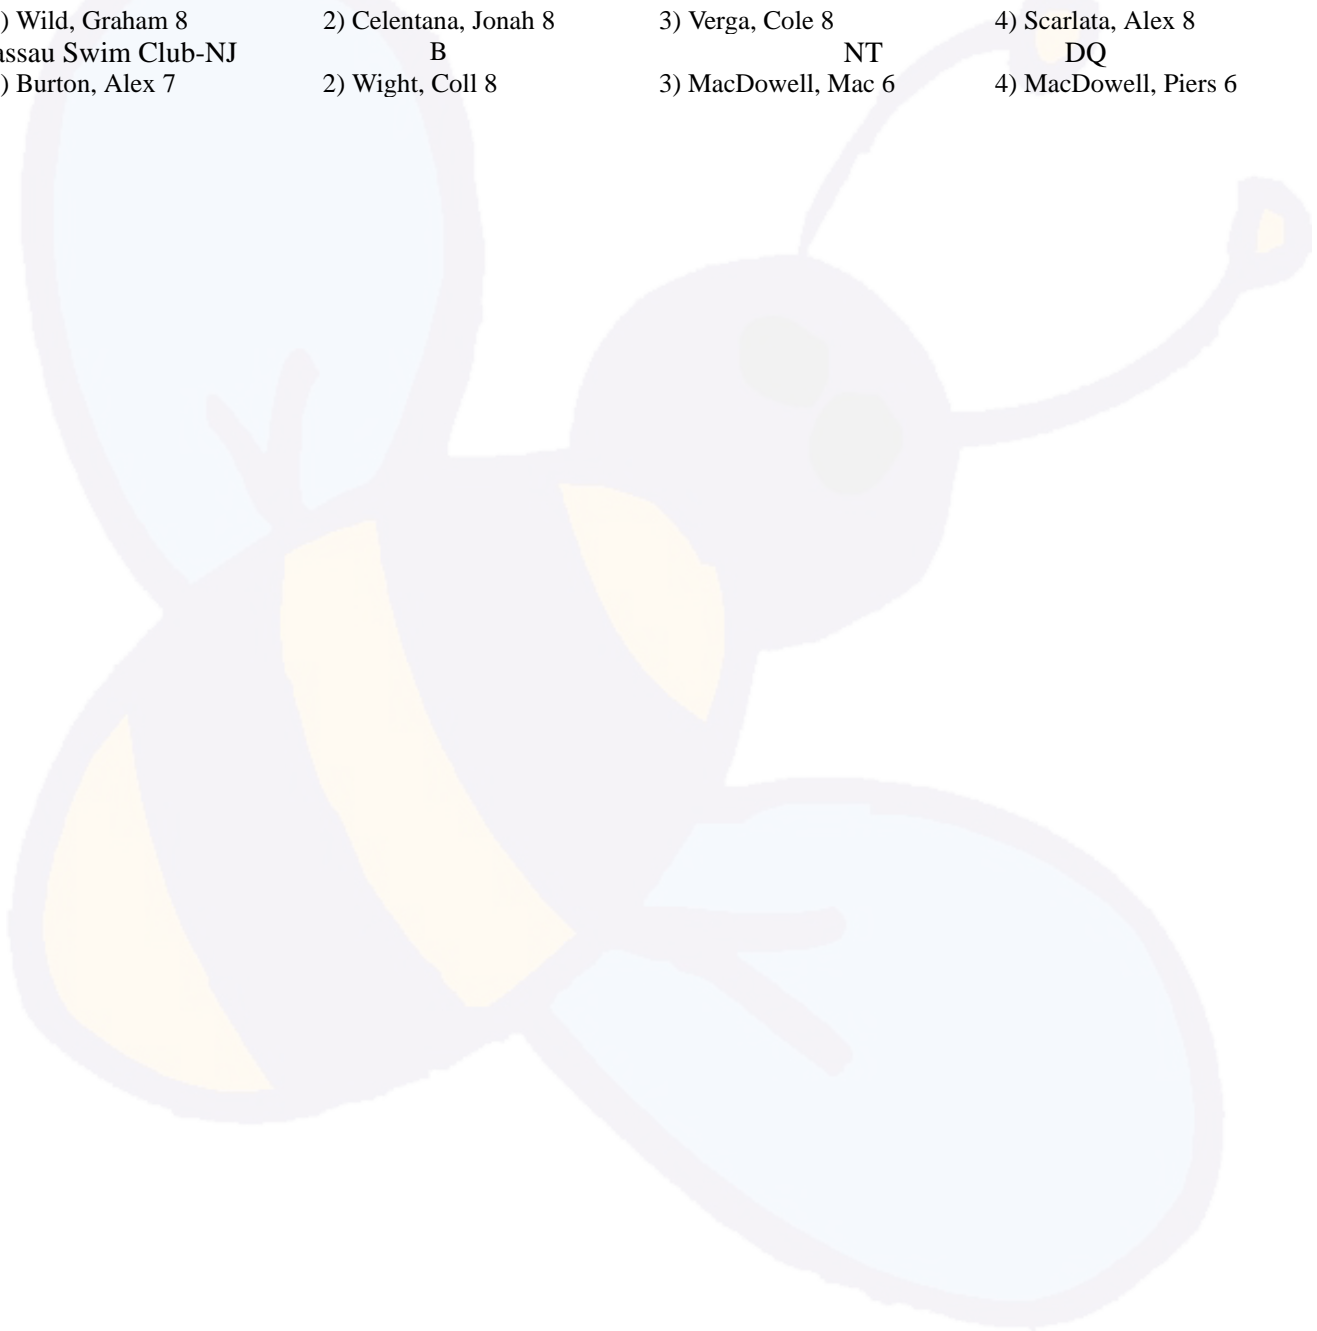 ) Wild, Graham 8 2) Celentana, Jonah 8 3) Verga, Cole 8 4) Scarlata, Alex 8
assau Swim Club-NJ B NT DQ
) Burton, Alex 7 2) Wight, Coll 8 3) MacDowell, Mac 6 4) MacDowell, Piers 6